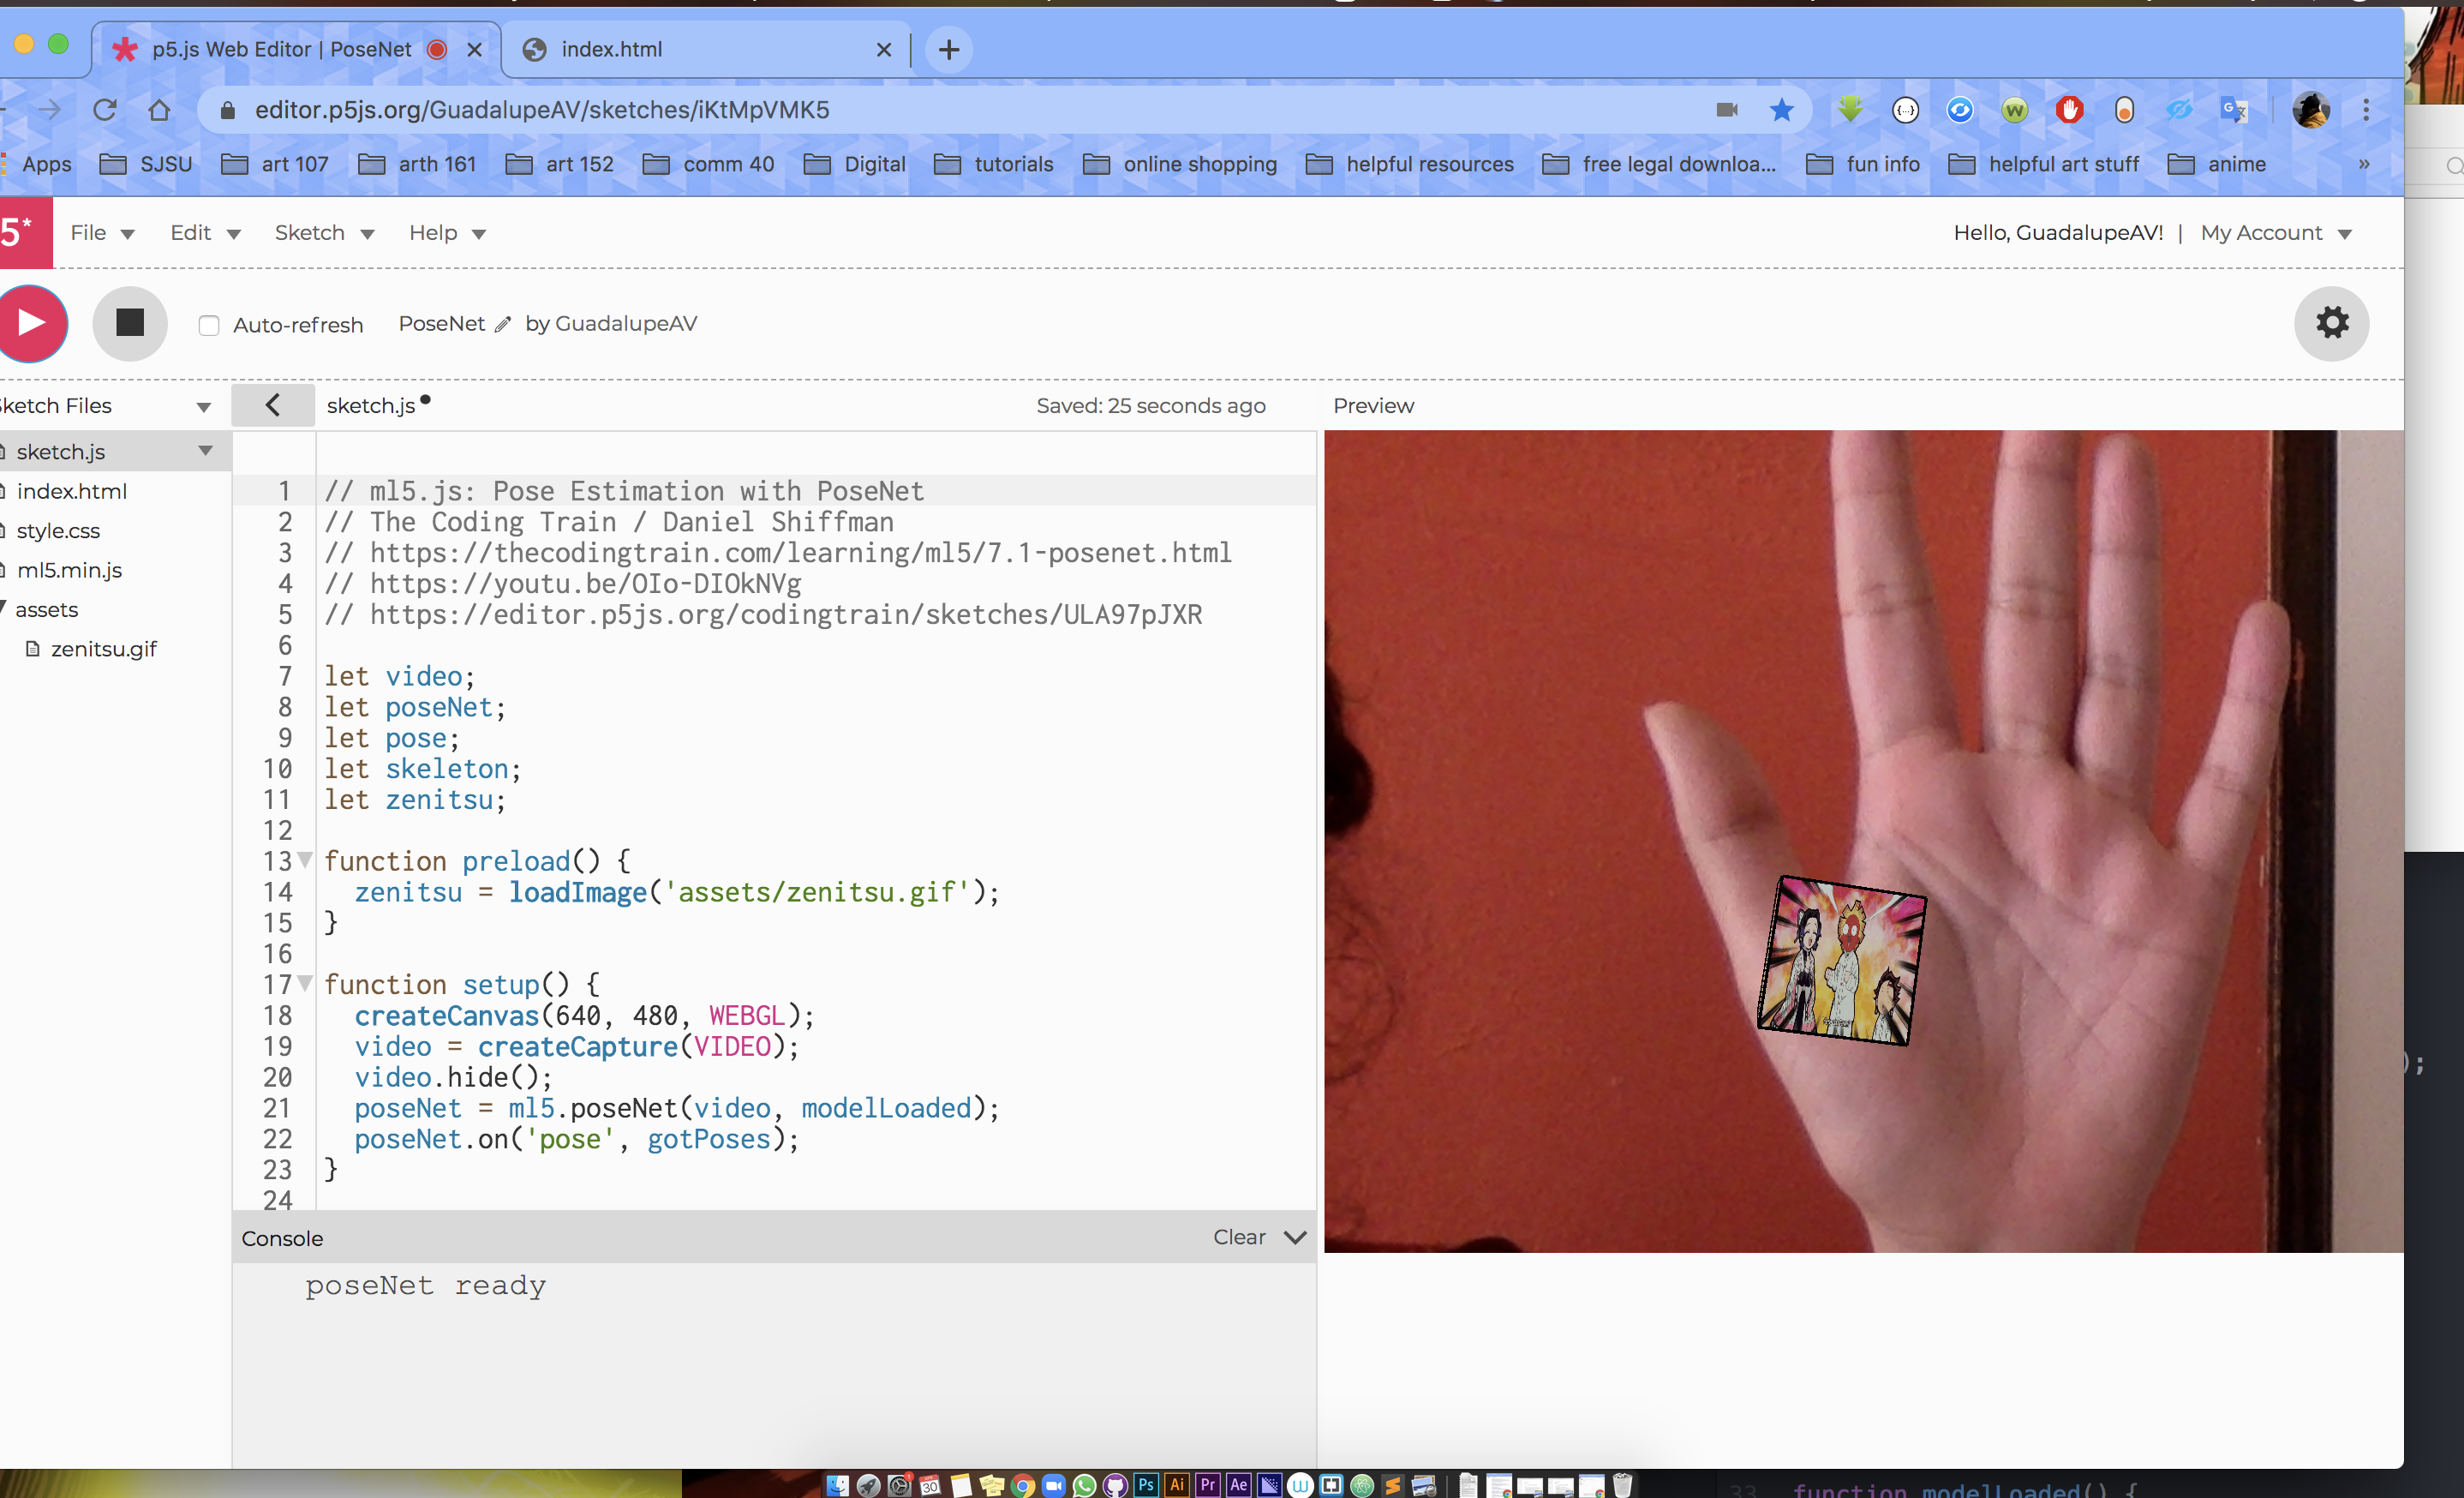 p5.js Web Editor | PoseNet
index.html
editor.p5js.org/GuadalupeAV/sketches/iKtMpVMK5
Apps SJSU art 107 arth 161 art 152 comm 40 Digital tutorials online shopping helpful resources free legal downloa... fun info helpful art stuff anime »
5*
File Edit Sketch Help
Hello, GuadalupeAV! | My Account
Auto-refresh PoseNet by GuadalupeAV
ketch Files
sketch.js
index.html
style.css
ml5.min.js
assets
zenitsu.gif
sketch.js
Saved: 25 seconds ago
Preview
1 // ml5.js: Pose Estimation with PoseNet
2 // The Coding Train / Daniel Shiffman
3 // https://thecodingtrain.com/learning/ml5/7.1-posenet.html
4 // https://youtu.be/OIo-DIOkNVg
5 // https://editor.p5js.org/codingtrain/sketches/ULA97pJXR
6
7 let video;
8 let poseNet;
9 let pose;
10 let skeleton;
11 let zenitsu;
12
13 function preload() {
14 zenitsu = loadImage('assets/zenitsu.gif');
15 }
16
17 function setup() {
18 createCanvas(640, 480, WEBGL);
19 video = createCapture(VIDEO);
20 video.hide();
21 poseNet = ml5.poseNet(video, modelLoaded);
22 poseNet.on('pose', gotPoses);
23 }
24
Console
Clear
poseNet ready
);
33 function modelLoaded() {
30
Ps Ai Pr Ae